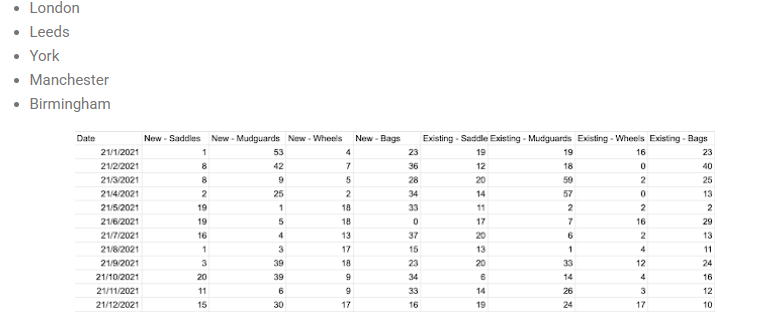 London
Leeds
York
Manchester
Birmingham
Date New - Saddles New - Mudguards New - Wheels New - Bags Existing - Saddle Existing - Mudguards Existing - Wheels Existing - Bags
21/1/2021 1 53 4 23 19 19 16 23
21/2/2021 8 42 7 36 12 18 0 40
21/3/2021 8 9 5 28 20 59 2 25
21/4/2021 2 25 2 34 14 57 0 13
21/5/2021 19 1 18 33 11 2 2 2
21/6/2021 19 5 18 0 17 7 16 29
21/7/2021 16 4 13 37 20 6 2 13
21/8/2021 1 3 17 15 13 1 4 11
21/9/2021 3 39 18 23 20 33 12 24
21/10/2021 20 39 9 34 6 14 4 16
21/11/2021 11 6 9 33 14 26 3 12
21/12/2021 15 30 17 16 19 24 17 10